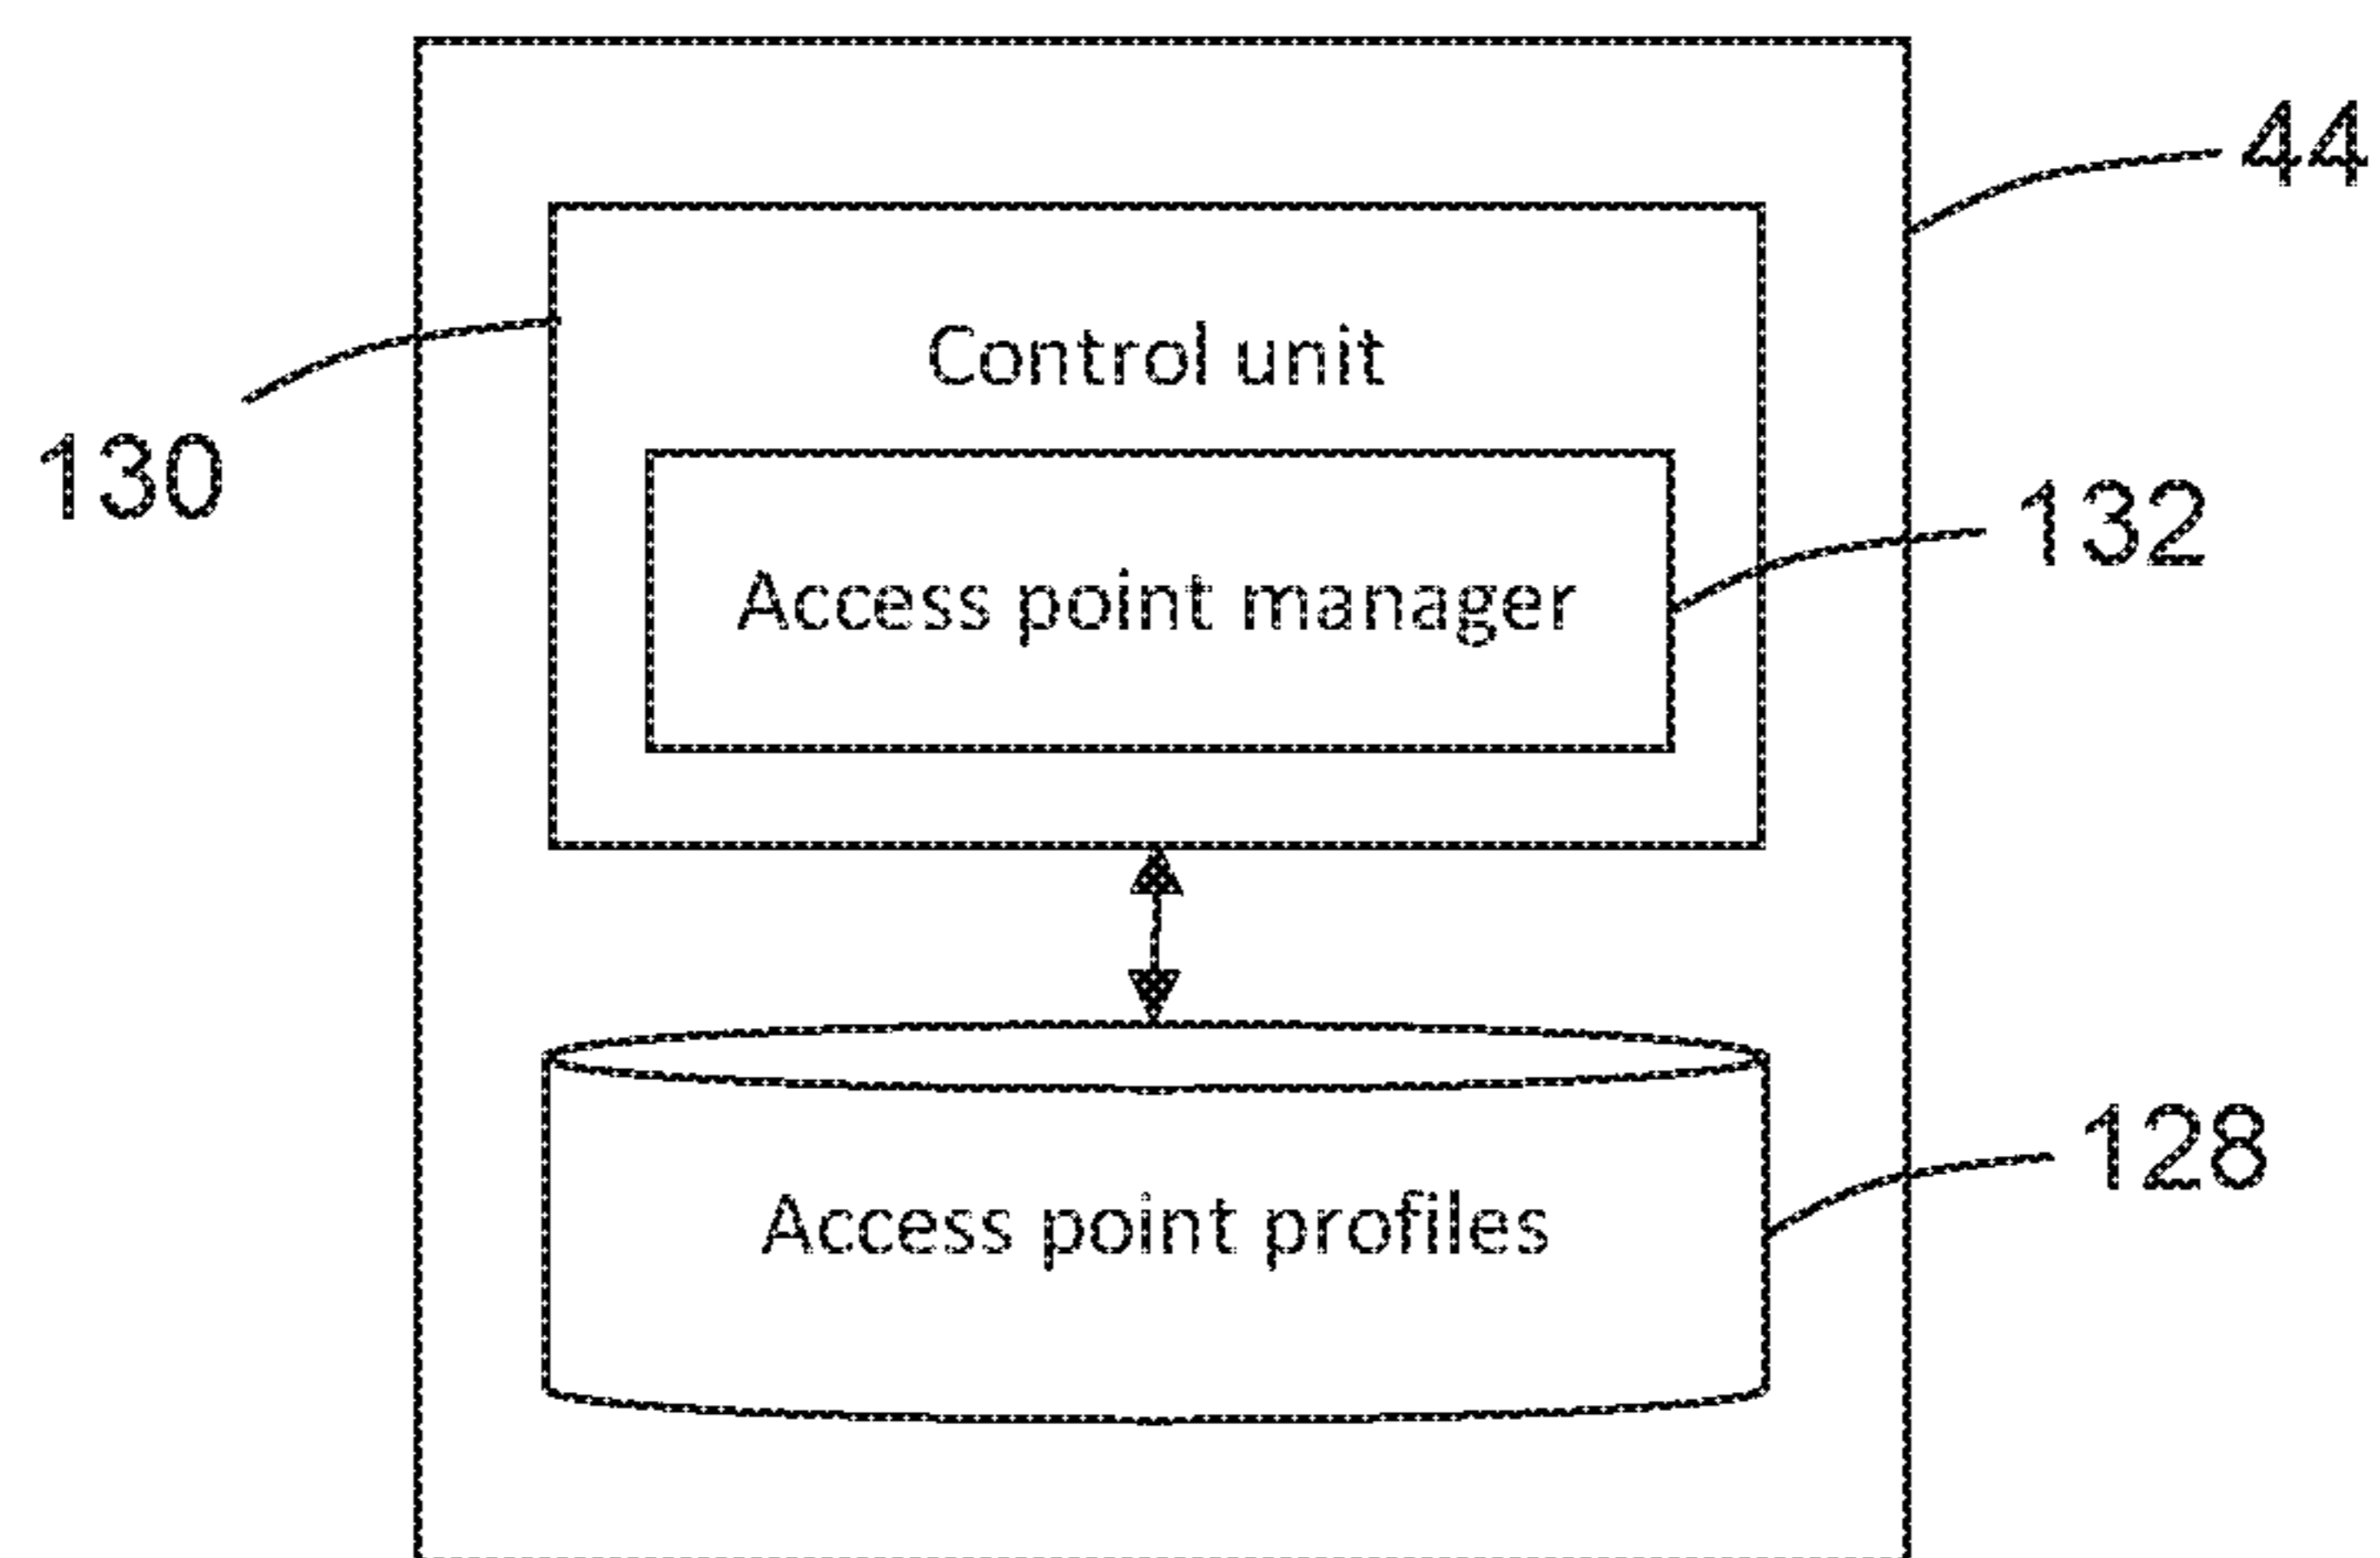 44
Control unit
130
132
Access point manager
128
Access point profiles